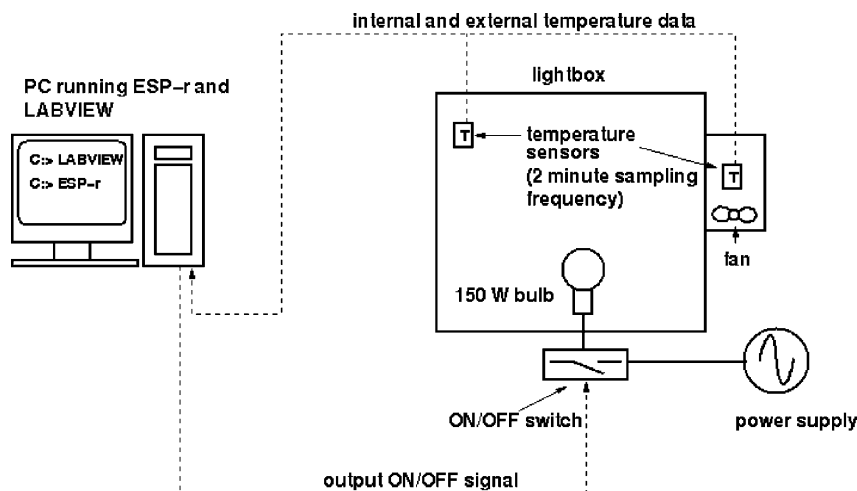 internal and external temperature data
lightbox
PC running ESP-r and
LABVIEW
C:> LABVIEW
C:> ESP-r
T
temperature
sensors
(2 minute sampling
frequency)
T
fan
150 W bulb
ON/OFF switch
power supply
output ON/OFF signal